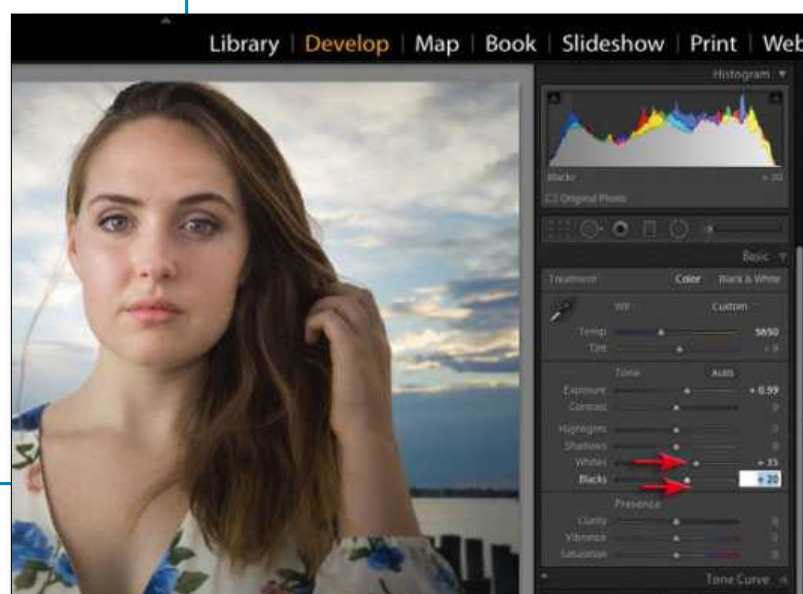 Library | Develop | Map | Book | Slideshow | Print | Web
Histogram
Blacks + 20
Original Photo
Basic
Treatment : Color Black & White
WB : Custom
Temp 5850
Tint
Tone Auto
Exposure + 0.99
Contrast 0
Highlights 0
Shadows 0
Whites + 35
Blacks + 20
Presence
Clarity 0
Vibrance 0
Saturation 0
Tone Curve